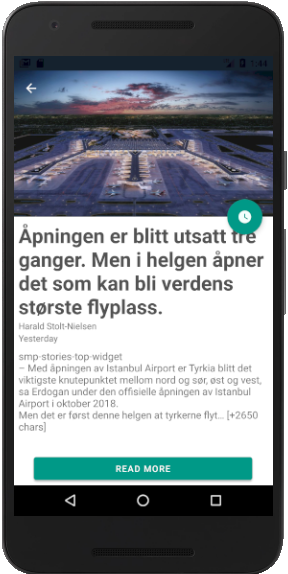 1:44
Åpningen er blitt utsatt tre
ganger. Men i helgen åpner
det som kan bli verdens
største flyplass.
Harald Stolt-Nielsen
Yesterday
smp-stories-top-widget
– Med åpningen av Istanbul Airport er Tyrkia blitt det
viktigste knutepunktet mellom nord og sør, øst og vest,
sa Erdogan under den offisielle åpningen av Istanbul
Airport i oktober 2018.
Men det er først denne helgen at tyrkerne flyt… [+2650
chars]
READ MORE